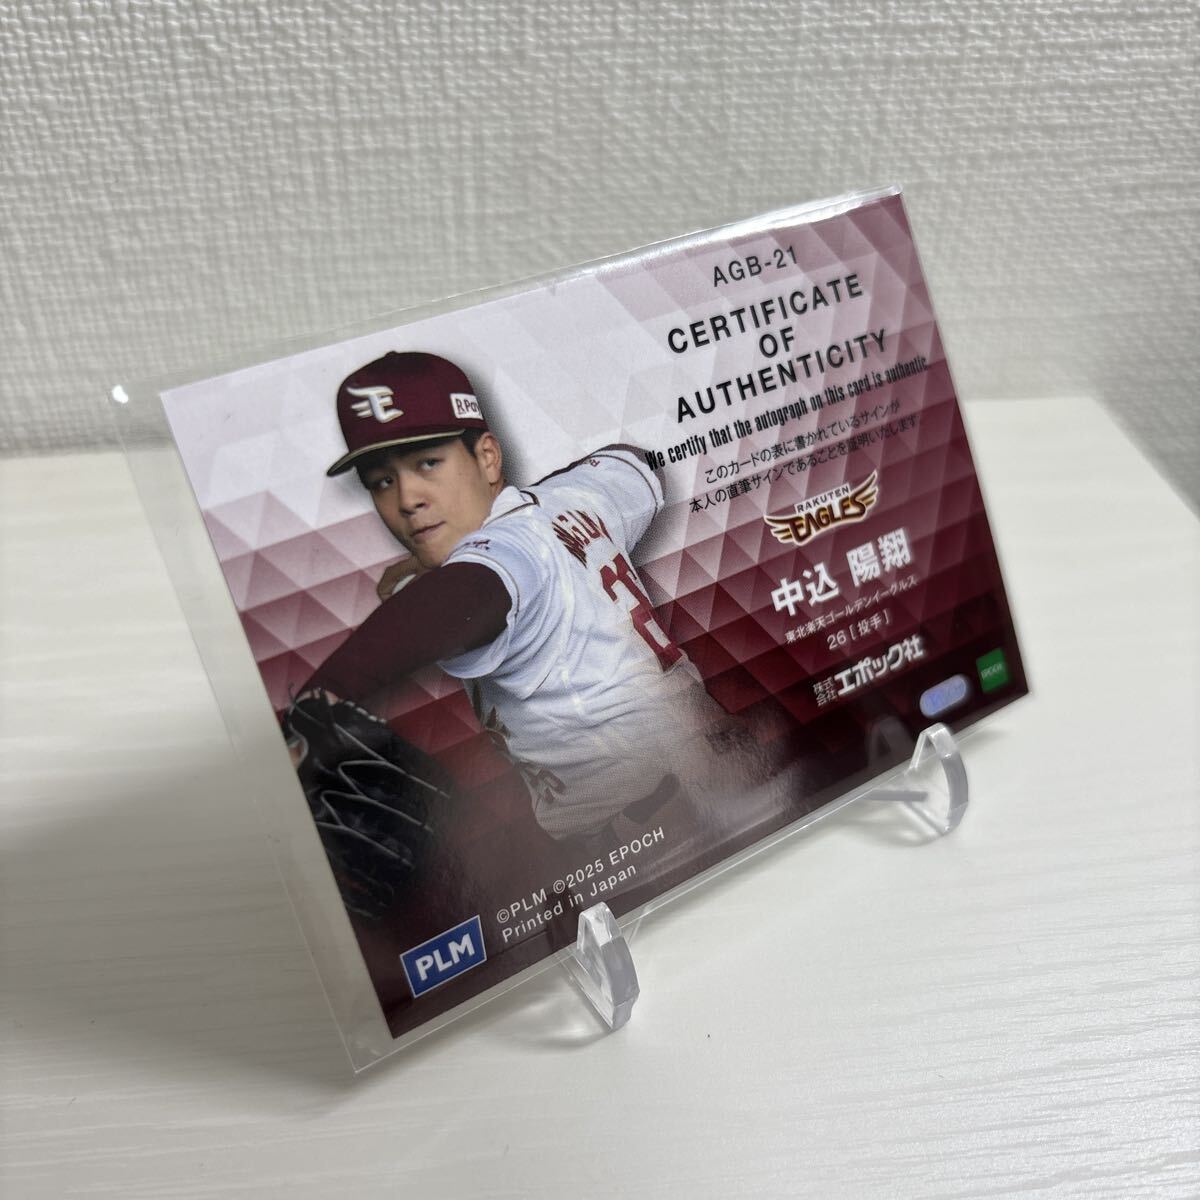 AGB-21
CERTIFICATE
OF
AUTHENTICITY
We certify that the autograph on this card is authentic.
このカードの表に書かれているサインが
本人の直筆サインであることを証明いたします。
RAKUTEN
EAGLES
中込 陽翔
東北楽天ゴールデンイーグルス
26 [ 投手 ]
株式会社 エポック社
EPOCH
©PLM ©2025 EPOCH
Printed in Japan
PLM
E
R Pay